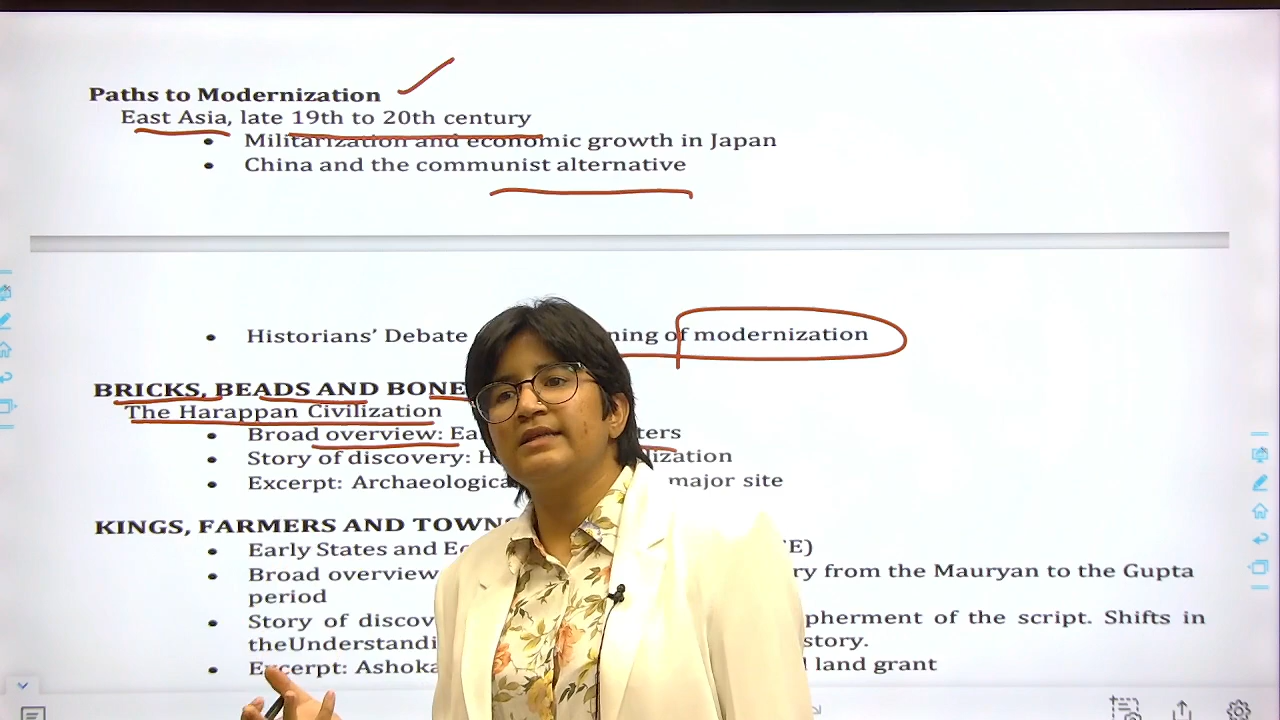 Paths to Modernization
East Asia, late 19th to 20th century
• Militarization and economic growth in Japan
• China and the communist alternative
• Historians' Debate ning of modernization
BRICKS, BEADS AND BONE
The Harappan Civilization
• Broad overview: Ea ters
• Story of discovery: H lization
• Excerpt: Archaeologica major site
KINGS, FARMERS AND TOWNS
• Early States and Ec E)
• Broad overview ry from the Mauryan to the Gupta
period
• Story of discov pherment of the script. Shifts in
theUnderstandi story.
• Excerpt: Ashoka l land grant